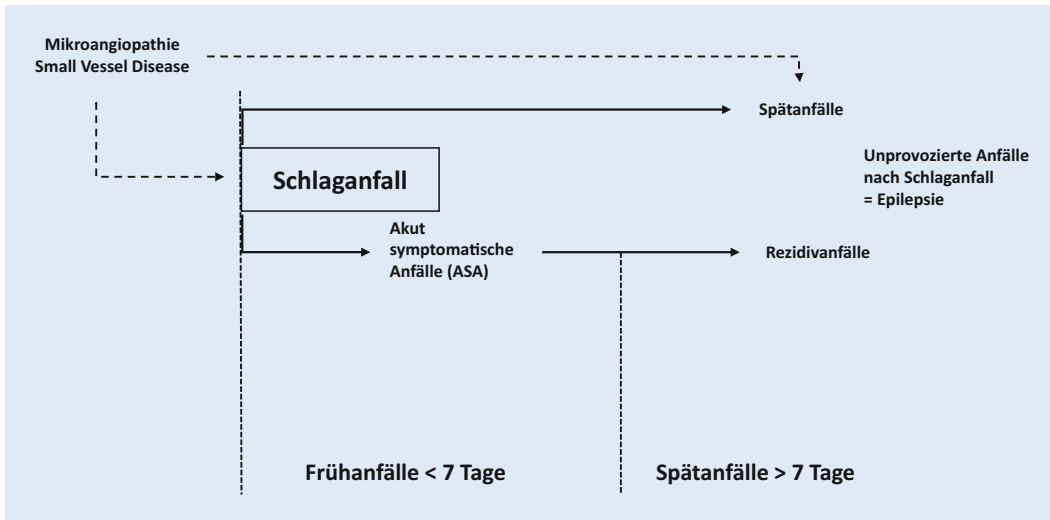 Mikroangiopathie
Small Vessel Disease
Spätanfälle
Unprovozierte Anfälle
nach Schlaganfall
= Epilepsie
Schlaganfall
Akut
symptomatische
Anfälle (ASA)
Rezidivanfälle
Frühanfälle < 7 Tage
Spätanfälle > 7 Tage